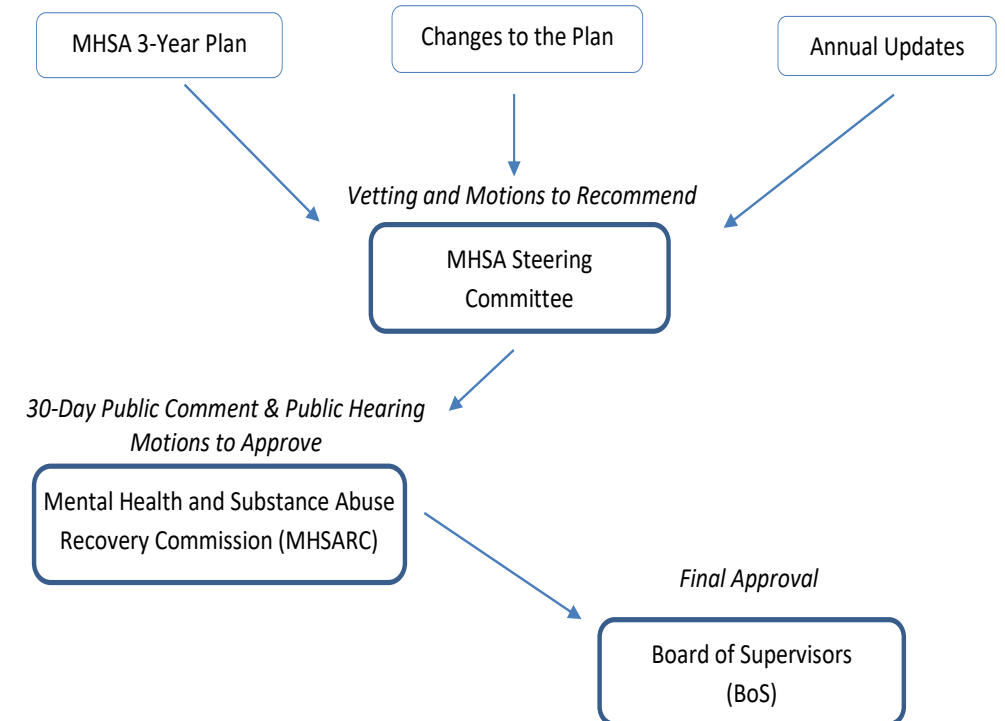 MHSA 3-Year Plan
Changes to the Plan
Annual Updates
Vetting and Motions to Recommend
MHSA Steering
Committee
30-Day Public Comment & Public Hearing
Motions to Approve
Mental Health and Substance Abuse
Recovery Commission (MHSARC)
Final Approval
Board of Supervisors
(BoS)